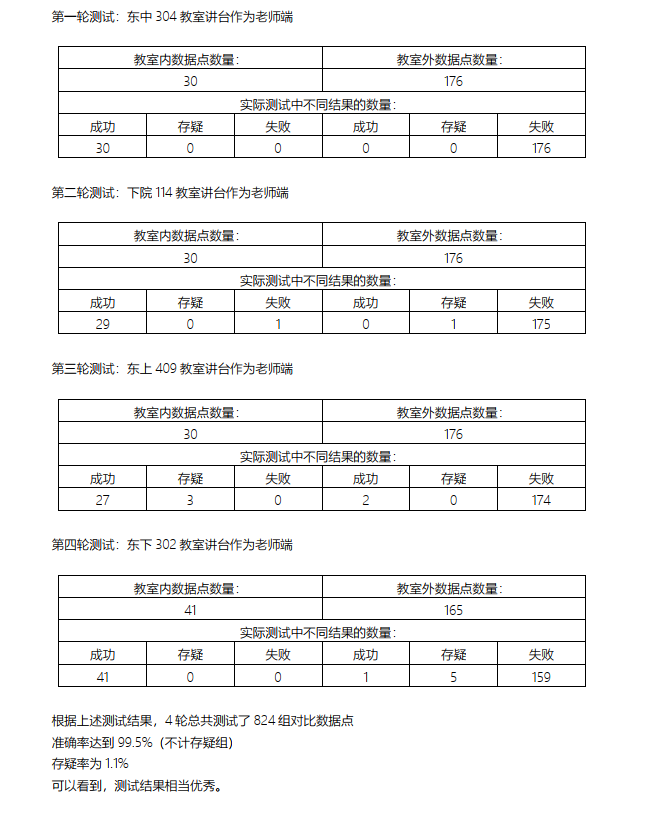 第一轮测试：东中 304 教室讲台作为老师端
教室内数据点数量： 教室外数据点数量：
30 176
实际测试中不同结果的数量：
成功 存疑 失败 成功 存疑 失败
30 0 0 0 0 176
第二轮测试：下院 114 教室讲台作为老师端
教室内数据点数量： 教室外数据点数量：
30 176
实际测试中不同结果的数量：
成功 存疑 失败 成功 存疑 失败
29 0 1 0 1 175
第三轮测试：东上 409 教室讲台作为老师端
教室内数据点数量： 教室外数据点数量：
30 176
实际测试中不同结果的数量：
成功 存疑 失败 成功 存疑 失败
27 3 0 2 0 174
第四轮测试：东下 302 教室讲台作为老师端
教室内数据点数量： 教室外数据点数量：
41 165
实际测试中不同结果的数量：
成功 存疑 失败 成功 存疑 失败
41 0 0 1 5 159
根据上述测试结果，4 轮总共测试了 824 组对比数据点
准确率达到 99.5%（不计存疑组）
存疑率为 1.1%
可以看到，测试结果相当优秀。